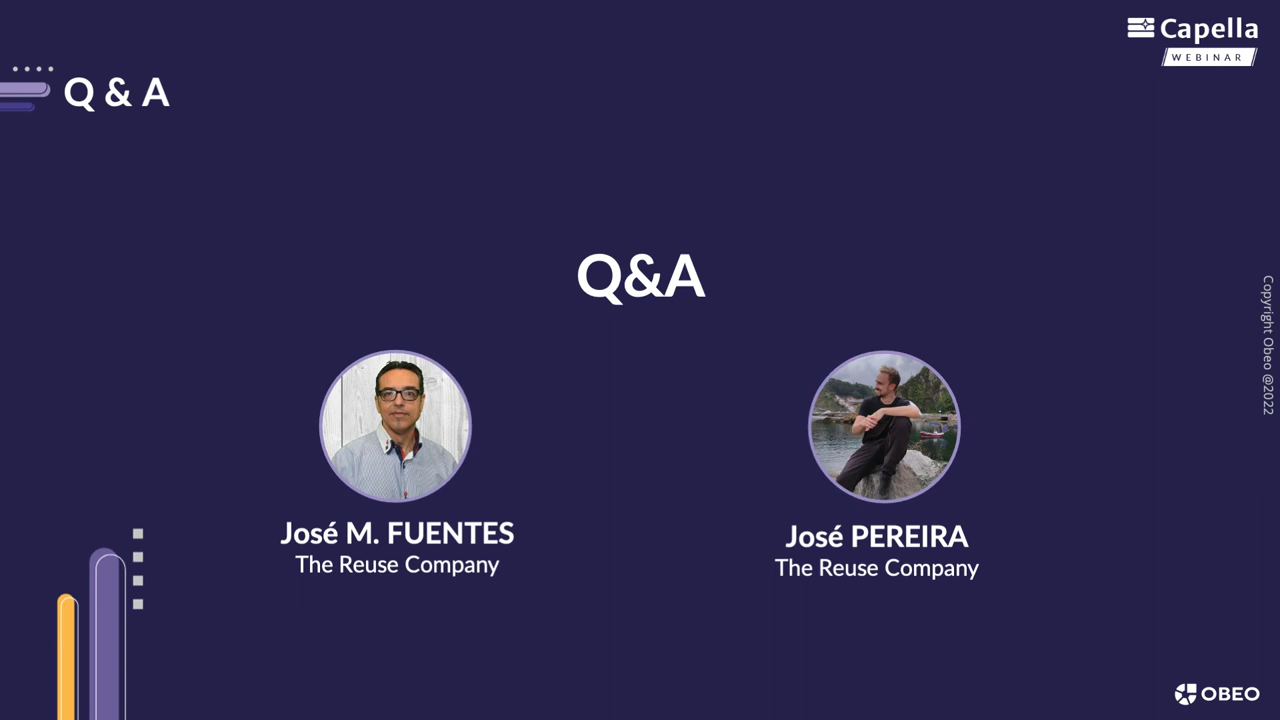 Capella
WEBINAR
Q & A
Q&A
José M. FUENTES
The Reuse Company
José PEREIRA
The Reuse Company
Copyright Obeo @2022
OBEO